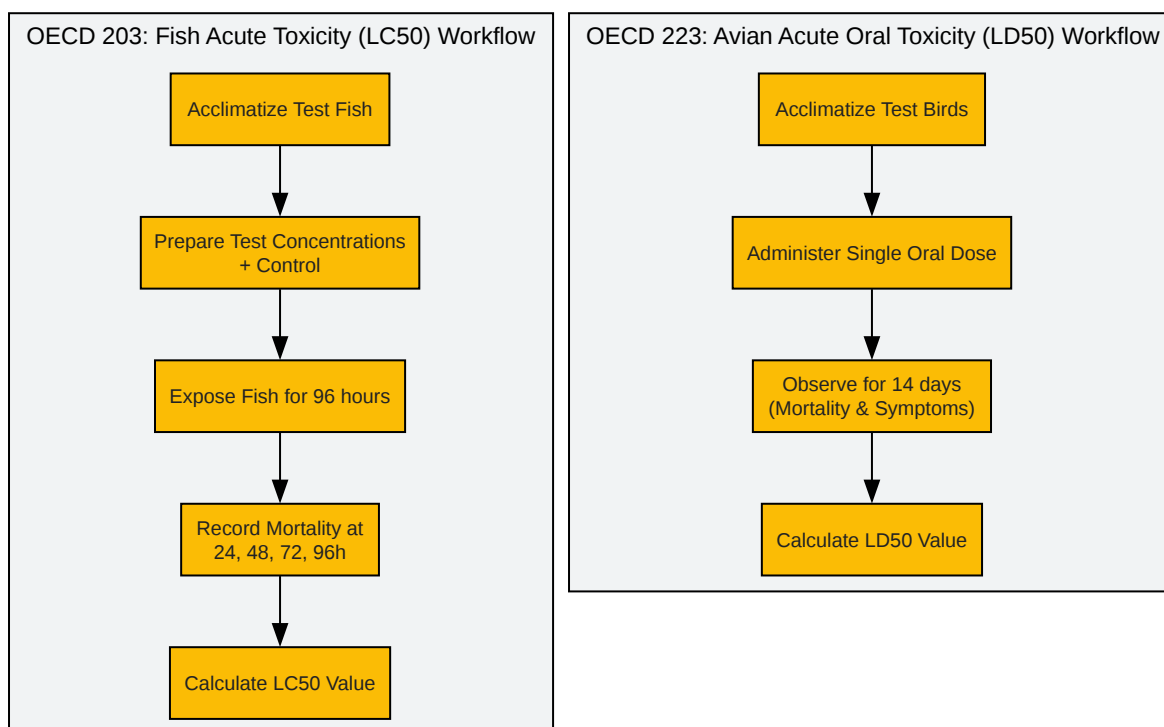 OECD 203: Fish Acute Toxicity (LC50) Workflow
Acclimatize Test Fish
Prepare Test Concentrations
+ Control
Expose Fish for 96 hours
Record Mortality at
24, 48, 72, 96h
Calculate LC50 Value
OECD 223: Avian Acute Oral Toxicity (LD50) Workflow
Acclimatize Test Birds
Administer Single Oral Dose
Observe for 14 days
(Mortality & Symptoms)
Calculate LD50 Value